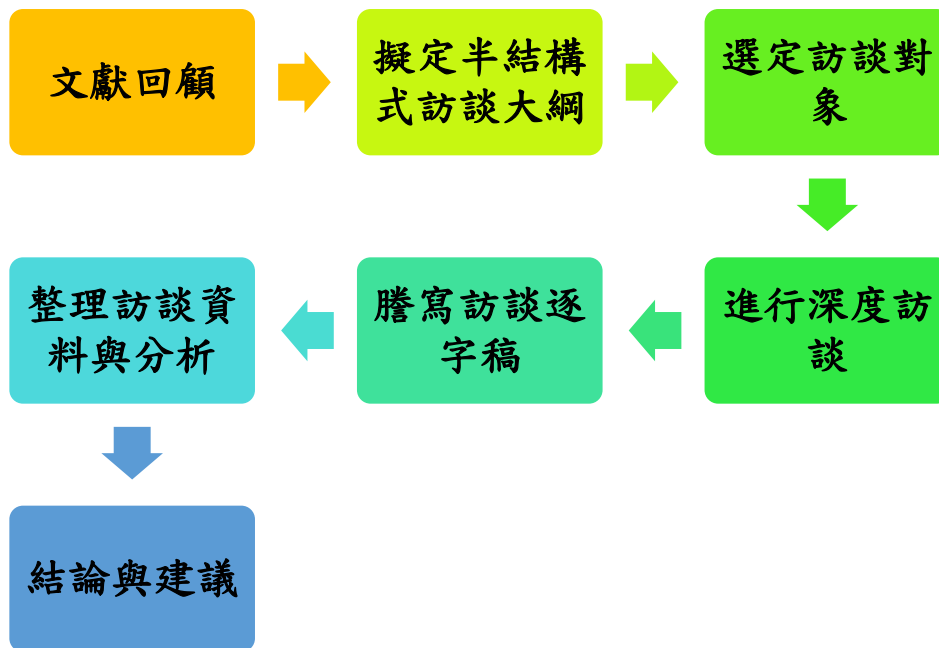 文獻回顧
擬定半結構
式訪談大綱
選定訪談對
象
進行深度訪
談
謄寫訪談逐
字稿
整理訪談資
料與分析
結論與建議